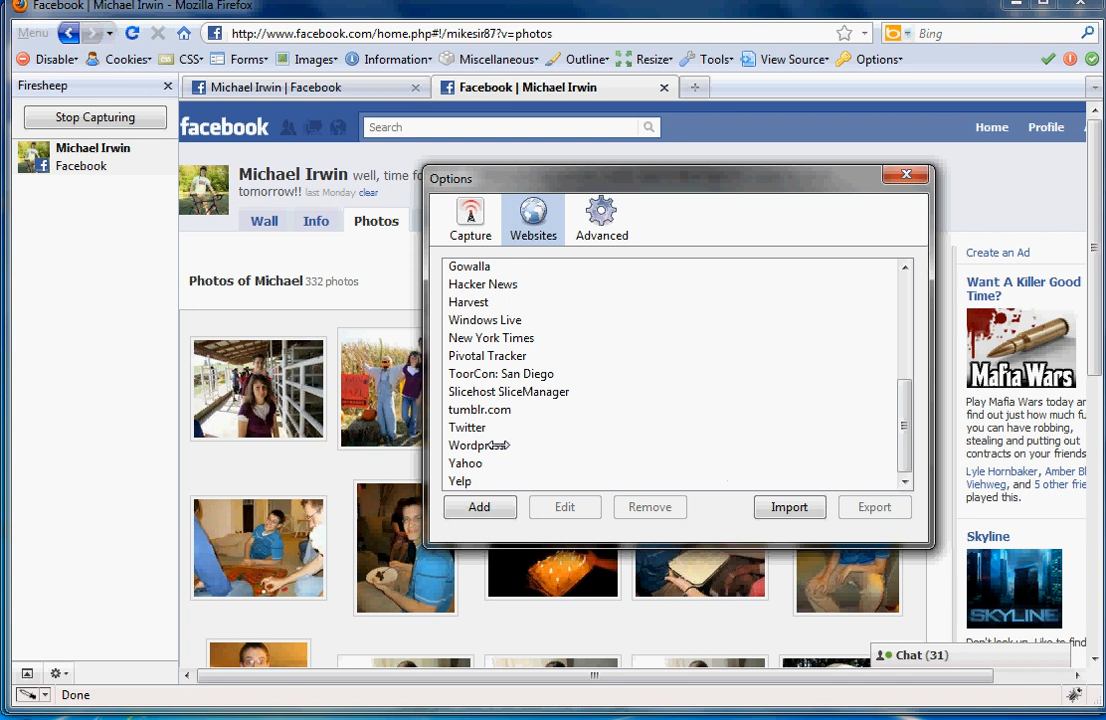 Facebook | Michael Irwin - Mozilla Firefox
Menu
http://www.facebook.com/home.php#!/mikesir87?v=photos
Bing
Disable Cookies CSS Forms Images Information Miscellaneous Outline Resize Tools View Source Options
Firesheep
Michael Irwin | Facebook
Facebook | Michael Irwin
Stop Capturing
Michael Irwin
Facebook
facebook
Search
Home Profile
Michael Irwin well, time fo
tomorrow!! last Monday clear
Wall Info Photos
Photos of Michael 332 photos
Options
Capture Websites Advanced
Gowalla
Hacker News
Harvest
Windows Live
New York Times
Pivotal Tracker
ToorCon: San Diego
Slicehost SliceManager
tumblr.com
Twitter
Wordpr
Yahoo
Yelp
Add Edit Remove Import Export
Create an Ad
Want A Killer Good
Time?
Mafia Wars
Play Mafia Wars today an
find out just how much fu
you can have robbing,
stealing and putting out
contracts on your friends
Lyle Hornbaker, Amber Bl
Viehweg, and 5 other frie
played this.
Skyline
SKYLINE
Don't look up. Like to find
Chat (31)
Done